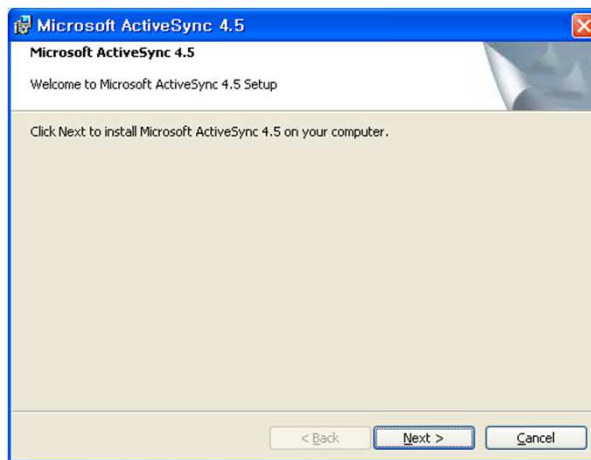 Microsoft ActiveSync 4.5
Microsoft ActiveSync 4.5
Welcome to Microsoft ActiveSync 4.5 Setup
Click Next to install Microsoft ActiveSync 4.5 on your computer.
< Back
Next >
Cancel